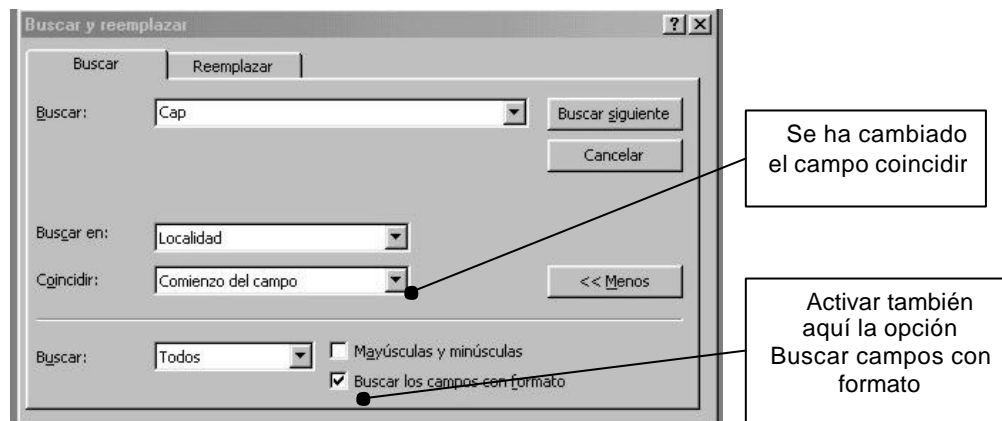 Buscar y reemplazar
Buscar
Reemplazar
Buscar:
Cap
Buscar siguiente
Cancelar
Buscar en:
Localidad
Coincidir:
Comienzo del campo
<< Menos
Buscar:
Todos
Mayúsculas y minúsculas
Buscar los campos con formato
Se ha cambiado
el campo coincidir
Activar también
aquí la opción
Buscar campos con
formato